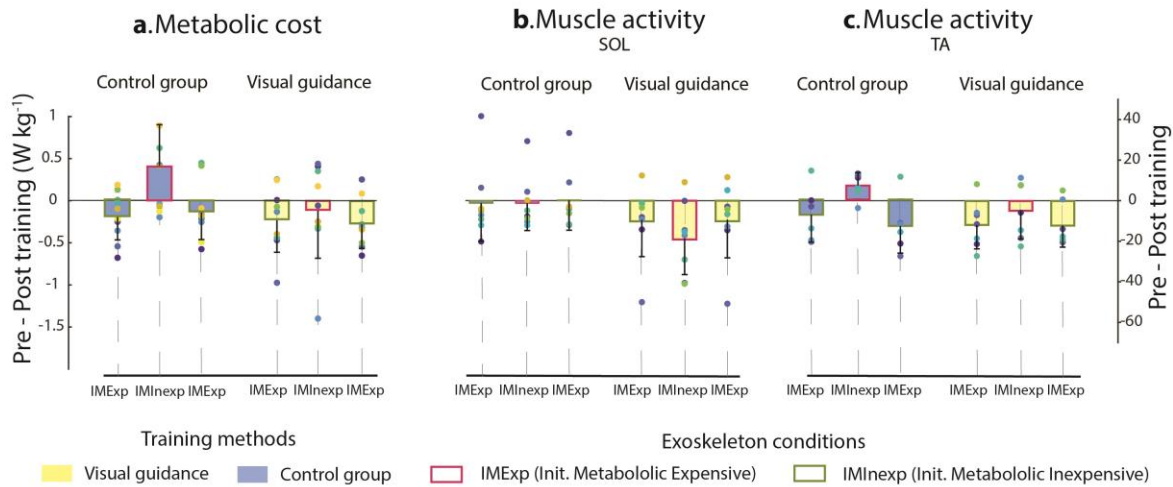 a.Metabolic cost
b.Muscle activity
SOL
c.Muscle activity
TA
Control group Visual guidance
Control group Visual guidance
Control group Visual guidance
Pre - Post training (W kg-1)
1
0.5
0
-0.5
-1
-1.5
40
20
0
-20
-40
-60
Pre - Post training
IMExp IMInexp IMExp IMExp IMInexp IMExp
IMExp IMInexp IMExp IMExp IMInexp IMExp
IMExp IMInexp IMExp IMExp IMInexp IMExp
Training methods
Visual guidance
Control group
Exoskeleton conditions
IMExp (Init. Metabololic Expensive)
IMInexp (Init. Metabololic Inexpensive)